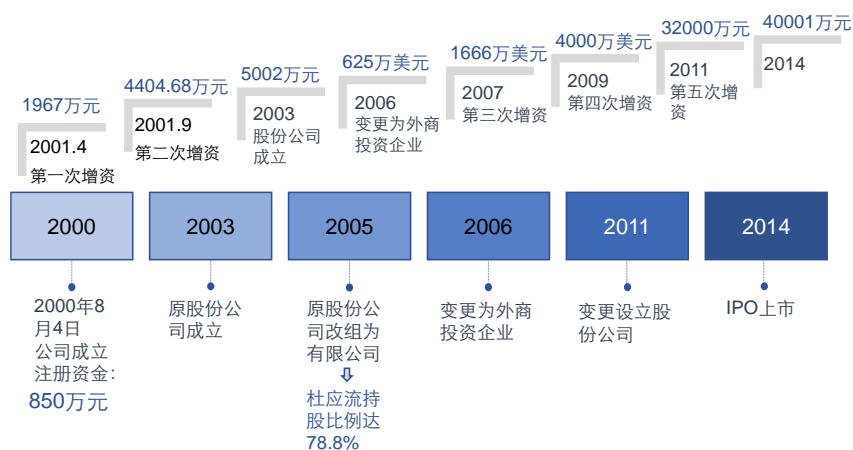 1967万元
2001.4
第一次增资
4404.68万元
2001.9
第二次增资
5002万元
2003
股份公司
成立
625万美元
2006
变更为外商
投资企业
1666万美元
2007
第三次增资
4000万美元
2009
第四次增资
32000万元
2011
第五次增
资
40001万元
2014
2000
2003
2005
2006
2011
2014
2000年8
月4日
公司成立
注册资金：
850万元
原股份公
司成立
原股份公
司改组为
有限公司
杜应流持
股比例达
78.8%
变更为外商
投资企业
变更设立股
份公司
IPO上市